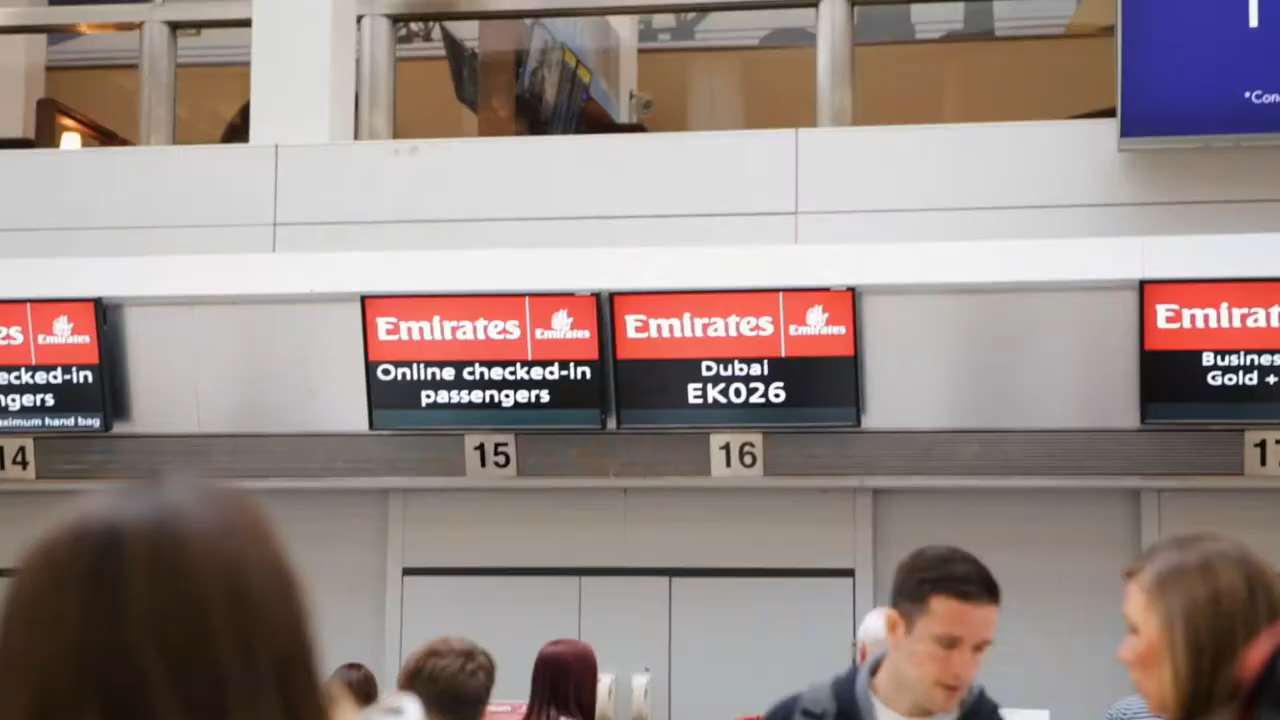 es Emirates
ecked-in
ngers
aximum hand bag
14
Emirates Emirates
Online checked-in
passengers
15
Emirates Emirates
Dubai
EK026
16
Emirat
Busines
Gold +
17
*Con